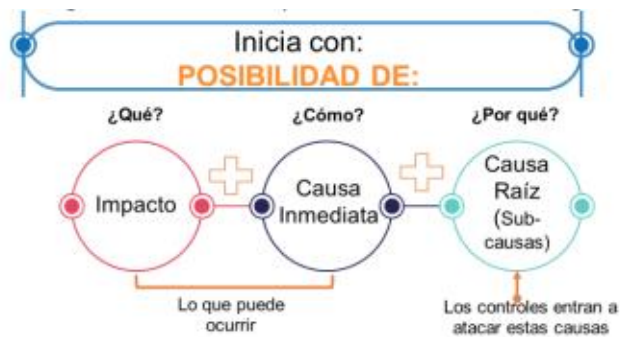 Inicia con:
POSIBILIDAD DE:
¿Qué?
¿Cómo?
¿Por qué?
Impacto
Causa
Inmediata
Causa
Raíz
(Sub-
causas)
Lo que puede
ocurrir
Los controles entran a
atacar estas causas